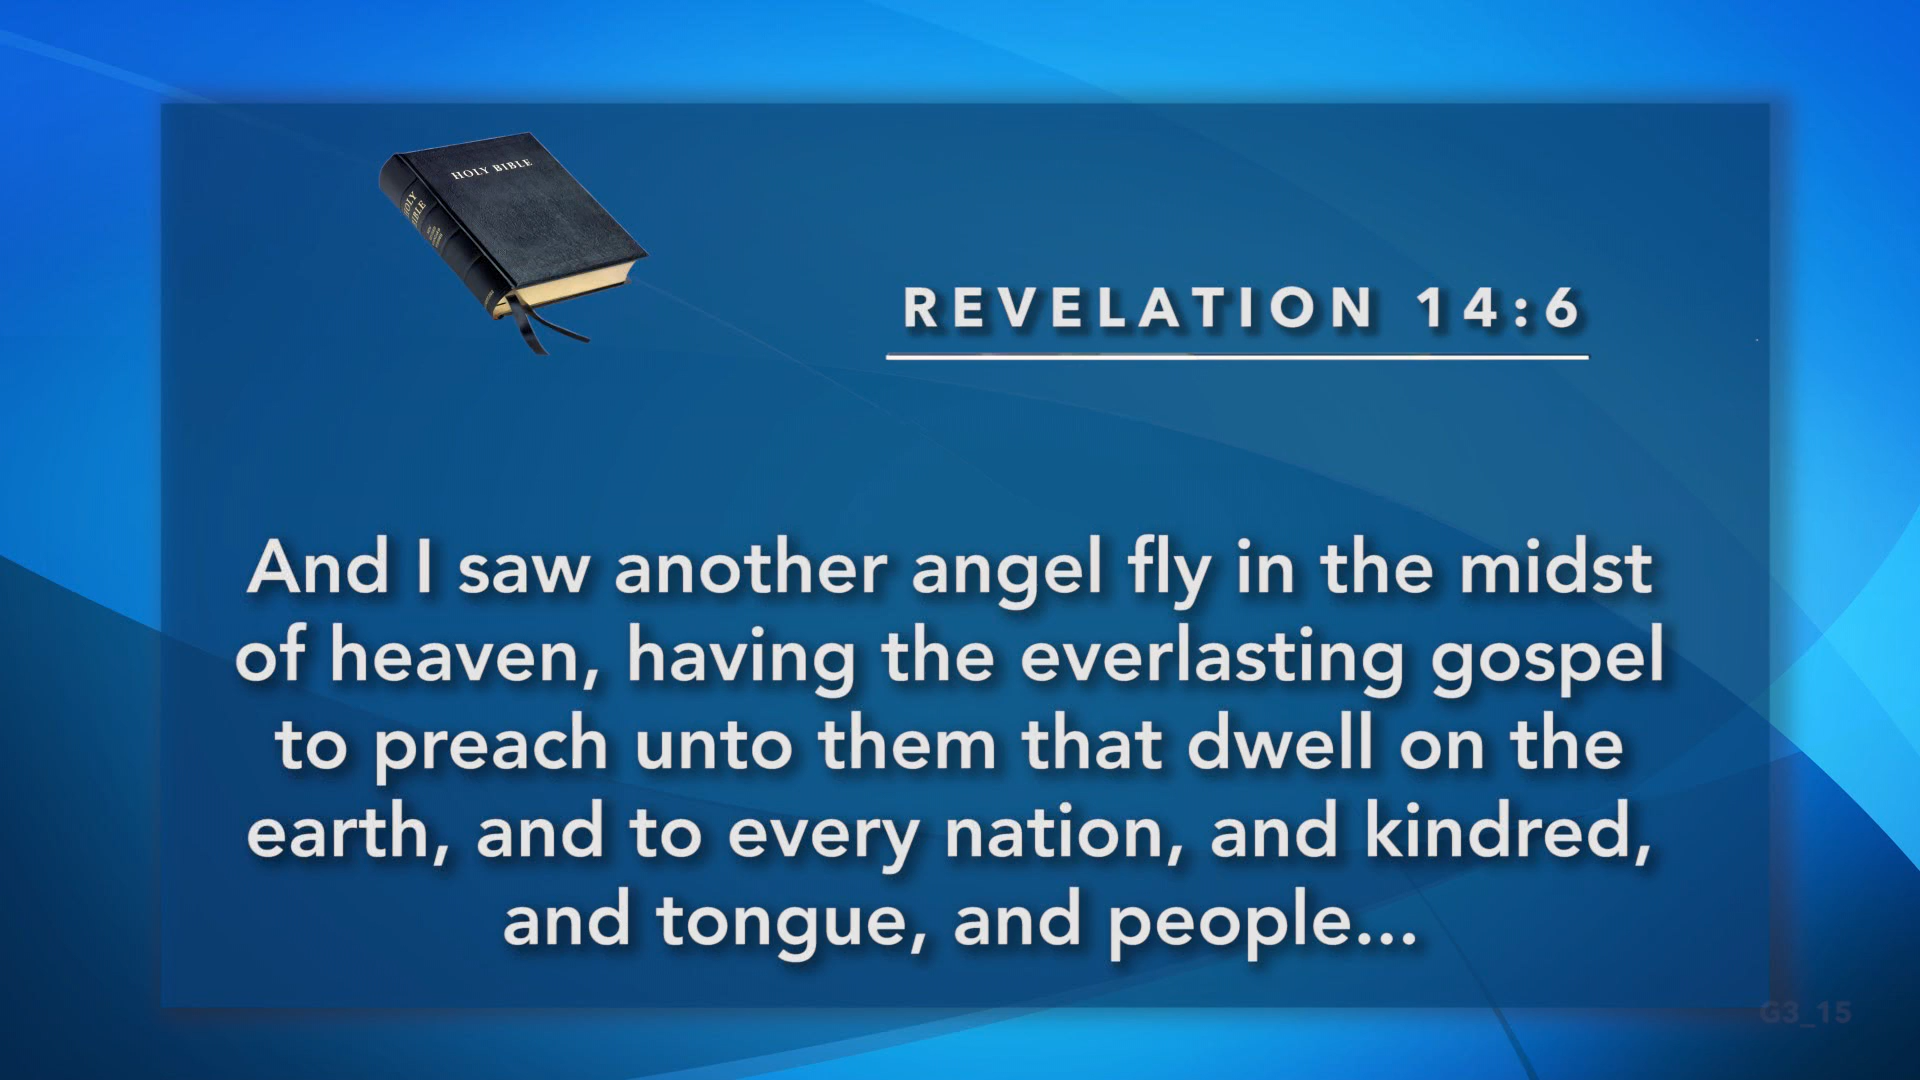 HOLY BIBLE
HOLY
BIBLE
REVELATION 14:6
And I saw another angel fly in the midst
of heaven, having the everlasting gospel
to preach unto them that dwell on the
earth, and to every nation, and kindred,
and tongue, and people...
G3_15